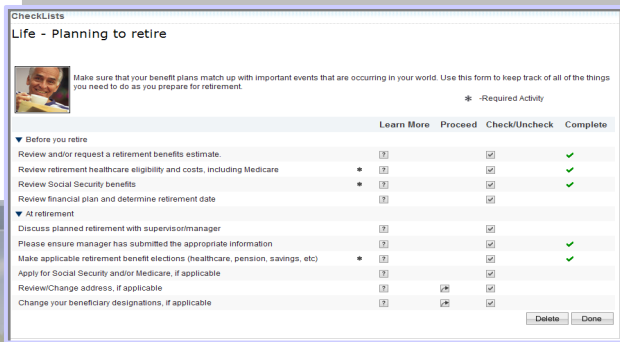 CheckLists
Life - Planning to retire
Make sure that your benefit plans match up with important events that are occurring in your world. Use this form to keep track of all of the things
you need to do as you prepare for retirement.
* -Required Activity
Learn More Proceed Check/Uncheck Complete
▼ Before you retire
Review and/or request a retirement benefits estimate. ?
Review retirement healthcare eligibility and costs, including Medicare * ?
Review Social Security benefits * ?
Review financial plan and determine retirement date ?
▼ At retirement
Discuss planned retirement with supervisor/manager ?
Please ensure manager has submitted the appropriate information ?
Make applicable retirement benefit elections (healthcare, pension, savings, etc) * ?
Apply for Social Security and/or Medicare, if applicable ?
Review/Change address, if applicable ?
Change your beneficiary designations, if applicable ?
Delete Done